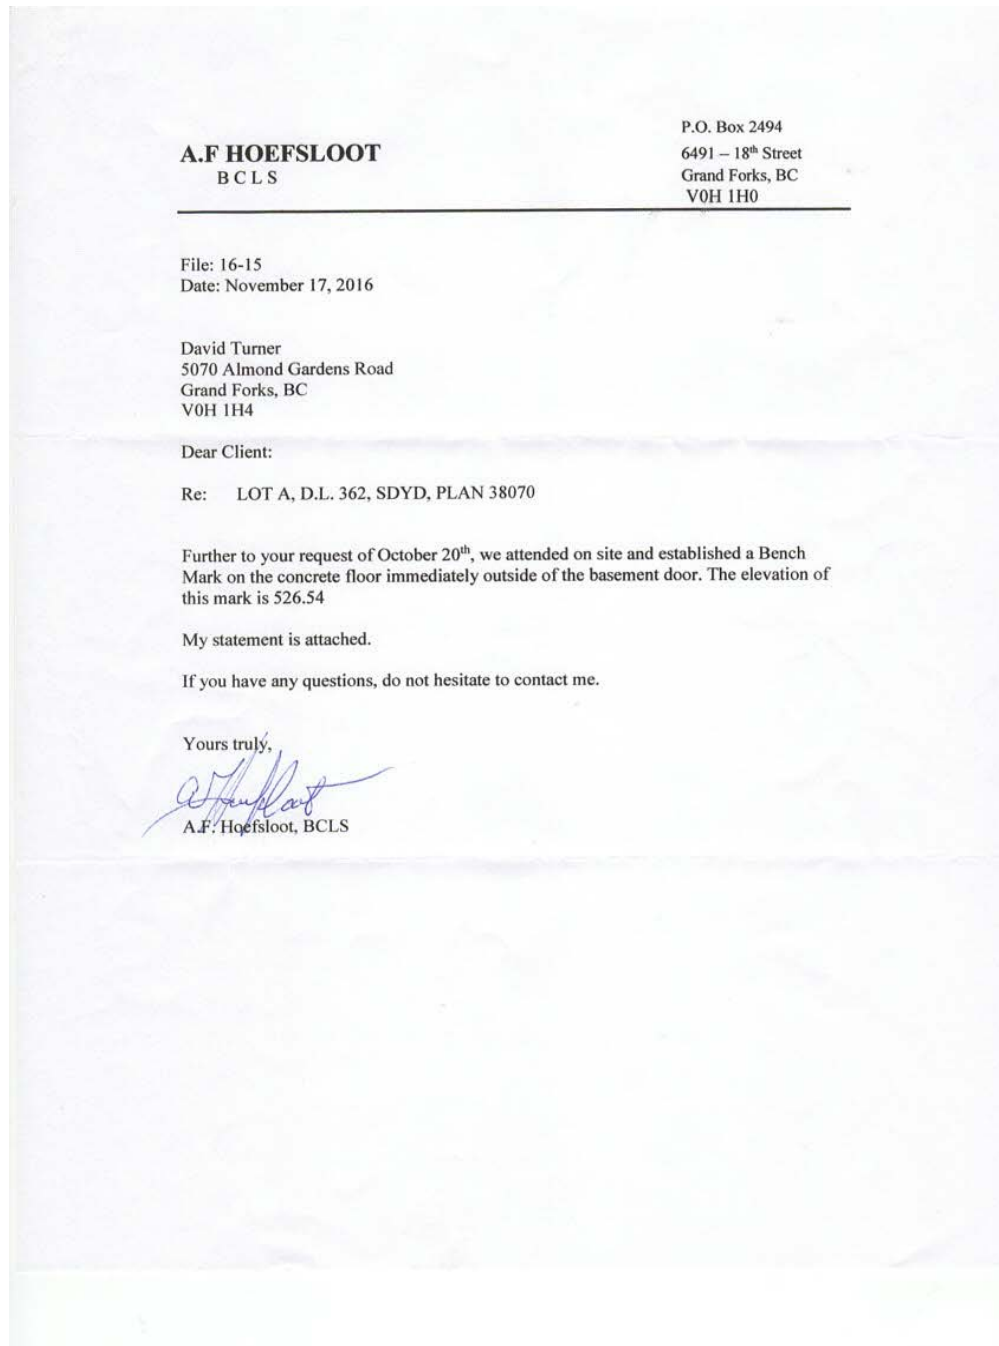 A.F HOEFSLOOT
BCLS
P.O. Box 2494
6491 – 18th Street
Grand Forks, BC
V0H 1H0
File: 16-15
Date: November 17, 2016
David Turner
5070 Almond Gardens Road
Grand Forks, BC
V0H 1H4
Dear Client:
Re: LOT A, D.L. 362, SDYD, PLAN 38070
Further to your request of October 20th, we attended on site and established a Bench
Mark on the concrete floor immediately outside of the basement door. The elevation of
this mark is 526.54
My statement is attached.
If you have any questions, do not hesitate to contact me.
Yours truly,
A.F. Hoefsloot
A.F. Hoefsloot, BCLS